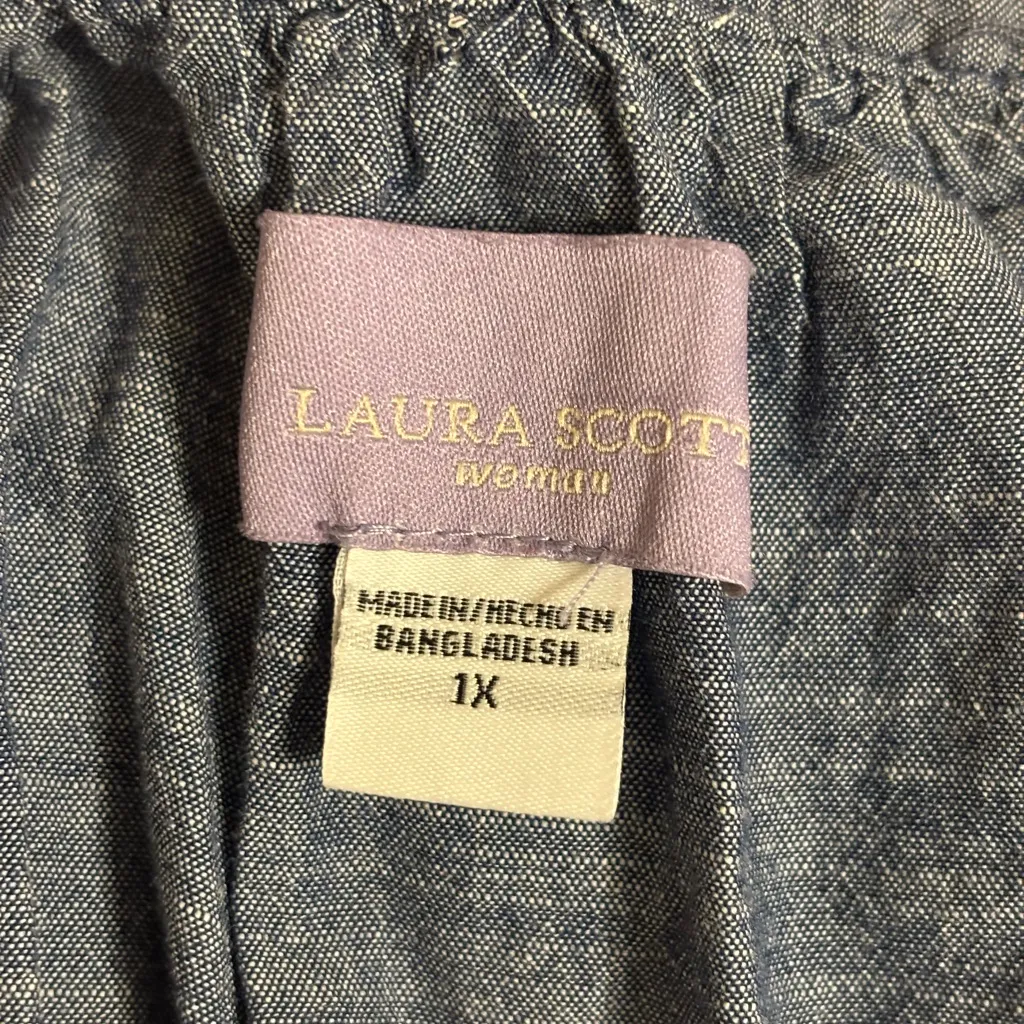 LAURA SCOTT
woman
MADE IN/HECHO EN
BANGLADESH
1X